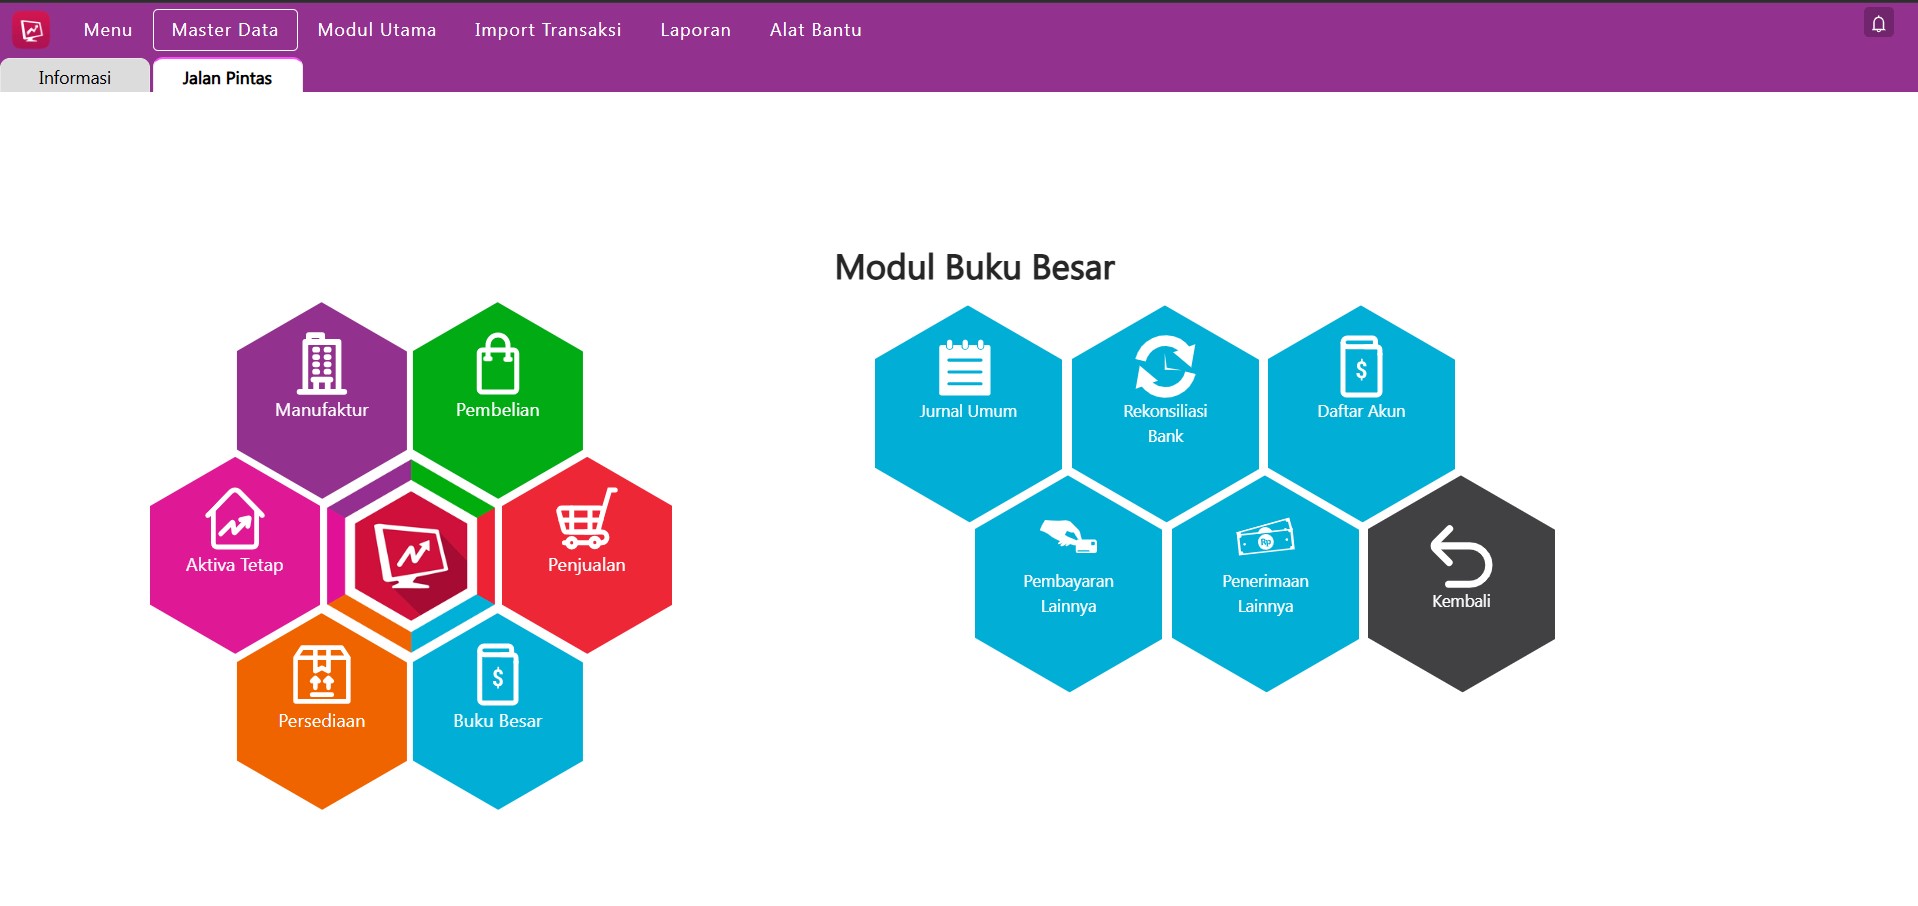 Menu
Master Data
Modul Utama
Import Transaksi
Laporan
Alat Bantu
Informasi
Jalan Pintas
Manufaktur
Pembelian
Aktiva Tetap
Penjualan
Persediaan
$
Buku Besar
Modul Buku Besar
Jurnal Umum
Rekonsiliasi
Bank
$
Daftar Akun
Pembayaran
Lainnya
Rp
Penerimaan
Lainnya
Kembali